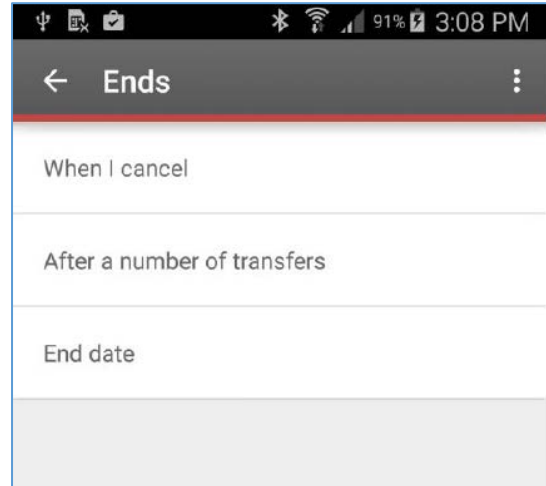 91% 3:08 PM
Ends
When I cancel
After a number of transfers
End date